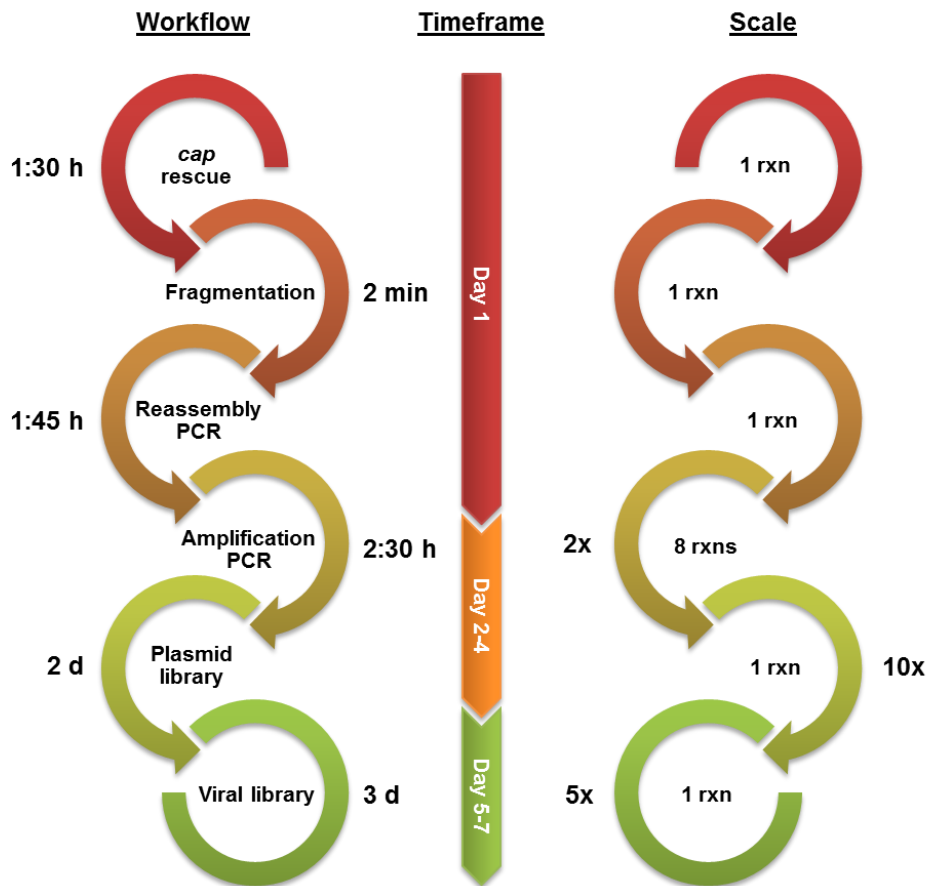 Workflow
Timeframe
Scale
1:30 h
cap
rescue
1 rxn
Fragmentation
2 min
Day 1
1 rxn
1:45 h
Reassembly
PCR
1 rxn
Amplification
PCR
2:30 h
Day 2-4
2x
8 rxns
2 d
Plasmid
library
1 rxn
10x
Viral library
3 d
Day 5-7
5x
1 rxn